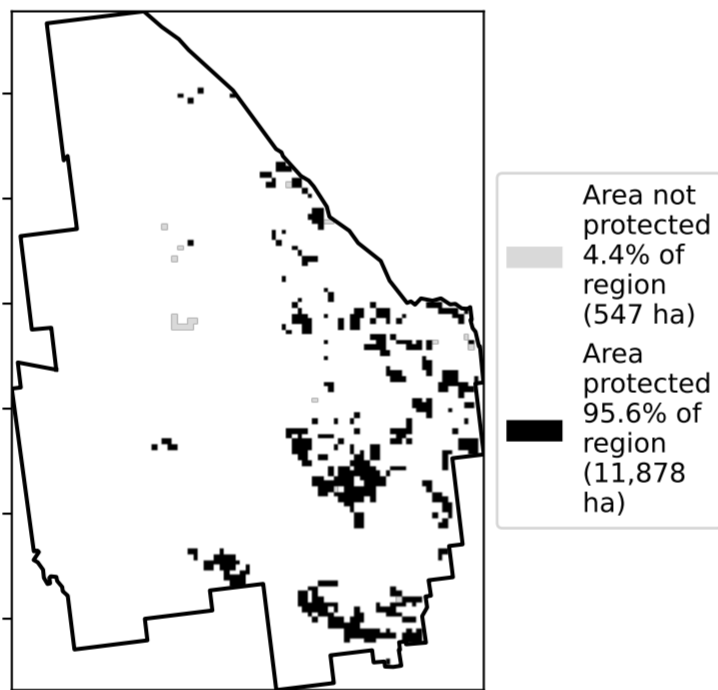 Area not
protected
4.4% of
region
(547 ha)
Area
protected
95.6% of
region
(11,878
ha)